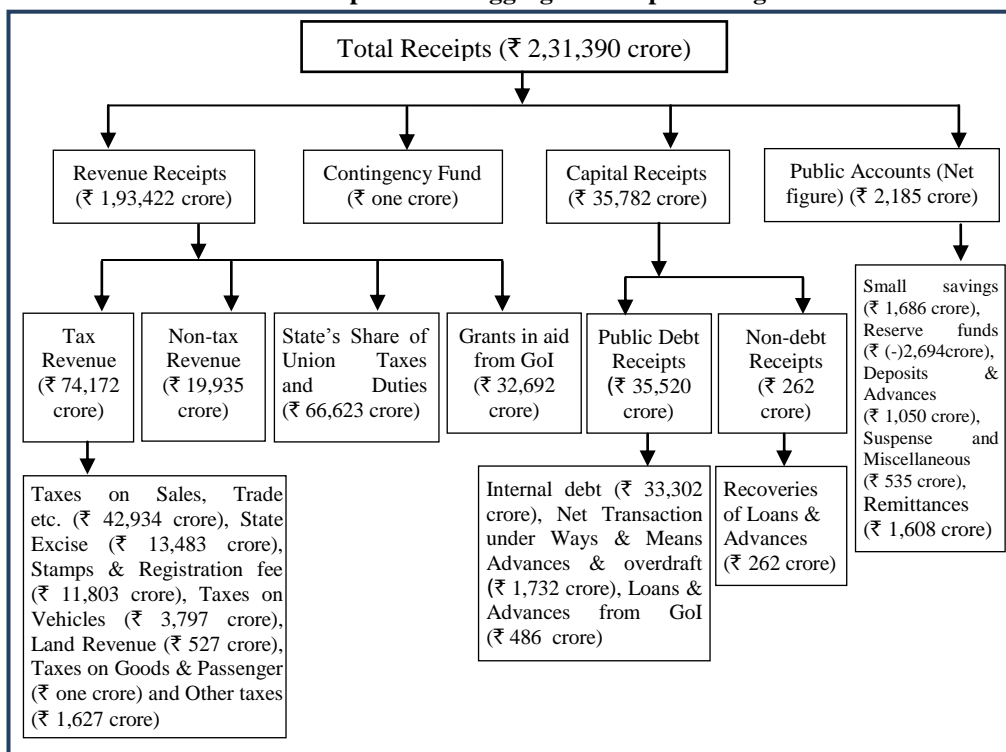 Total Receipts (₹ 2,31,390 crore)
Revenue Receipts
(₹ 1,93,422 crore)
Contingency Fund
(₹ one crore)
Capital Receipts
(₹ 35,782 crore)
Public Accounts (Net
figure) (₹ 2,185 crore)
Tax
Revenue
(₹ 74,172
crore)
Non-tax
Revenue
(₹ 19,935
crore)
State's Share of
Union Taxes
and Duties
(₹ 66,623 crore)
Grants in aid
from GoI
(₹ 32,692
crore)
Public Debt
Receipts
(₹ 35,520
crore)
Non-debt
Receipts
(₹ 262
crore)
Small savings
(₹ 1,686 crore),
Reserve funds
(₹ (-)2,694crore),
Deposits &
Advances
(₹ 1,050 crore),
Suspense and
Miscellaneous
(₹ 535 crore),
Remittances
(₹ 1,608 crore)
Taxes on Sales, Trade
etc. (₹ 42,934 crore), State
Excise (₹ 13,483 crore),
Stamps & Registration fee
(₹ 11,803 crore), Taxes on
Vehicles (₹ 3,797 crore),
Land Revenue (₹ 527 crore),
Taxes on Goods & Passenger
(₹ one crore) and Other taxes
(₹ 1,627 crore)
Internal debt (₹ 33,302
crore), Net Transaction
under Ways & Means
Advances & overdraft
(₹ 1,732 crore), Loans &
Advances from GoI
(₹ 486 crore)
Recoveries
of Loans &
Advances
(₹ 262 crore)